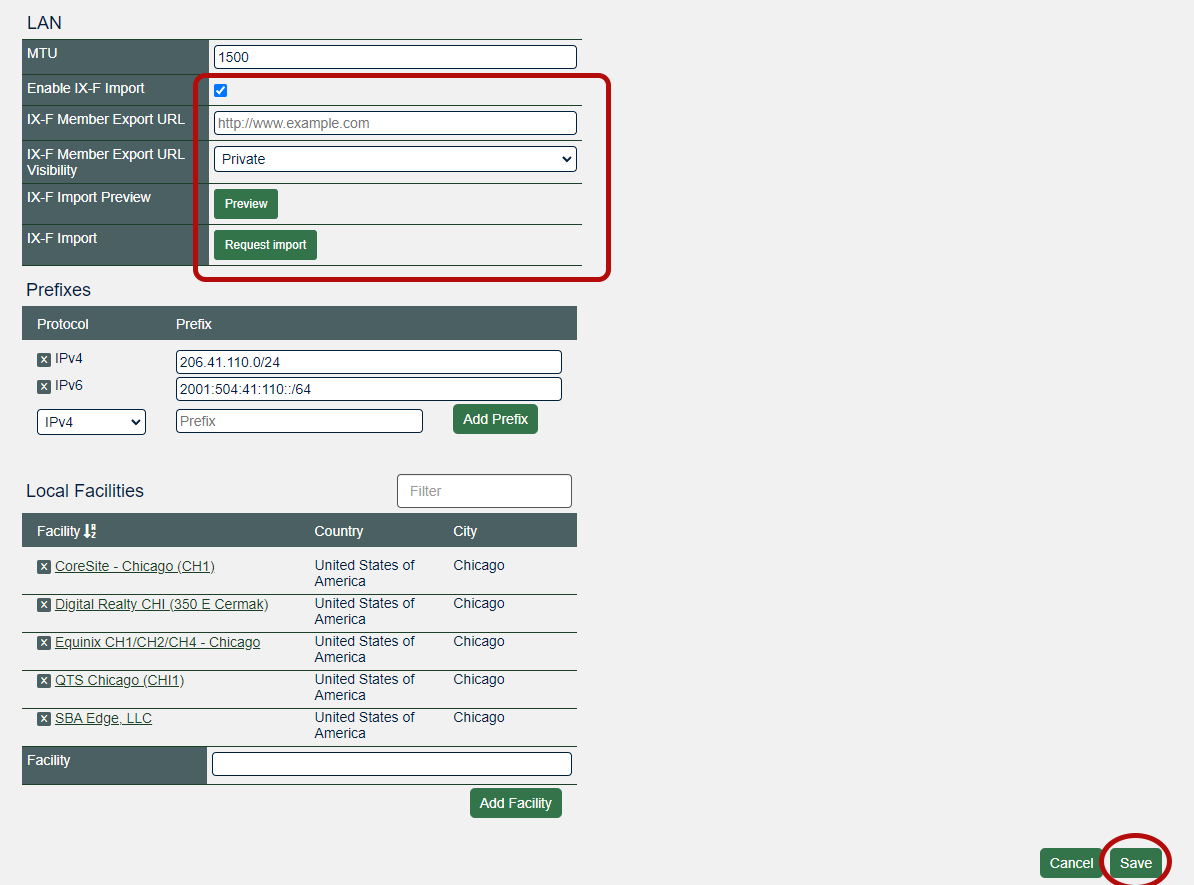 LAN
MTU 1500
Enable IX-F Import
IX-F Member Export URL http://www.example.com
IX-F Member Export URL Visibility Private
IX-F Import Preview Preview
IX-F Import Request import
Prefixes
Protocol Prefix
x IPv4 206.41.110.0/24
x IPv6 2001:504:41:110::/64
IPv4 Prefix Add Prefix
Local Facilities Filter
Facility Country City
x CoreSite - Chicago (CH1) United States of America Chicago
x Digital Realty CHI (350 E Cermak) United States of America Chicago
x Equinix CH1/CH2/CH4 - Chicago United States of America Chicago
x QTS Chicago (CHI1) United States of America Chicago
x SBA Edge, LLC United States of America Chicago
Facility
Add Facility
Cancel Save